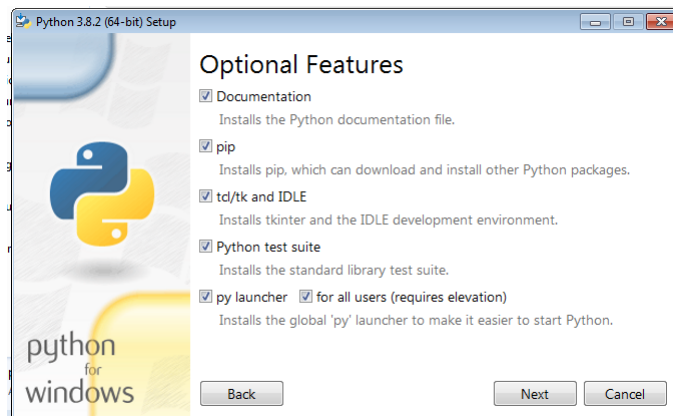 Python 3.8.2 (64-bit) Setup
Optional Features
Documentation
Installs the Python documentation file.
pip
Installs pip, which can download and install other Python packages.
tcl/tk and IDLE
Installs tkinter and the IDLE development environment.
Python test suite
Installs the standard library test suite.
py launcher for all users (requires elevation)
Installs the global 'py' launcher to make it easier to start Python.
python
for
windows
Back Next Cancel